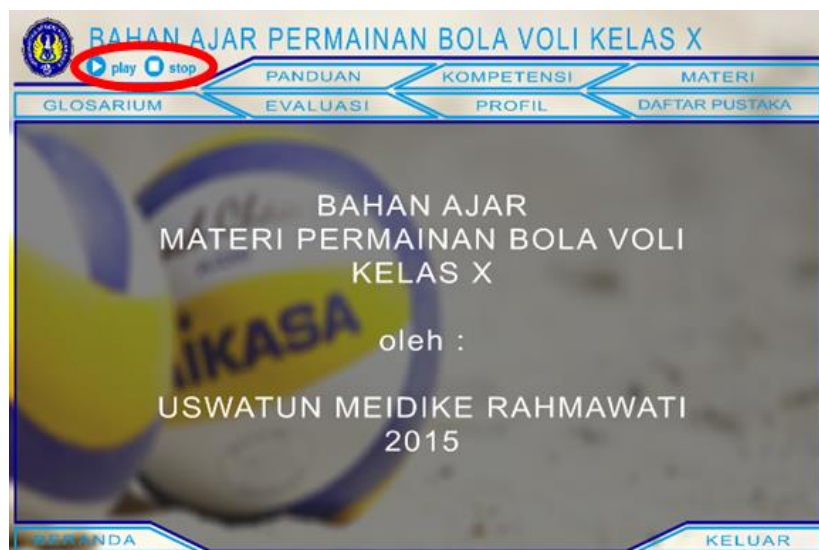 BAHAN AJAR PERMAINAN BOLA VOLI KELAS X
play stop
PANDUAN KOMPETENSI MATERI
GLOSARIUM EVALUASI PROFIL DAFTAR PUSTAKA
BAHAN AJAR
MATERI PERMAINAN BOLA VOLI
KELAS X
oleh :
USWATUN MEIDIKE RAHMAWATI
2015
BERANDA KELUAR